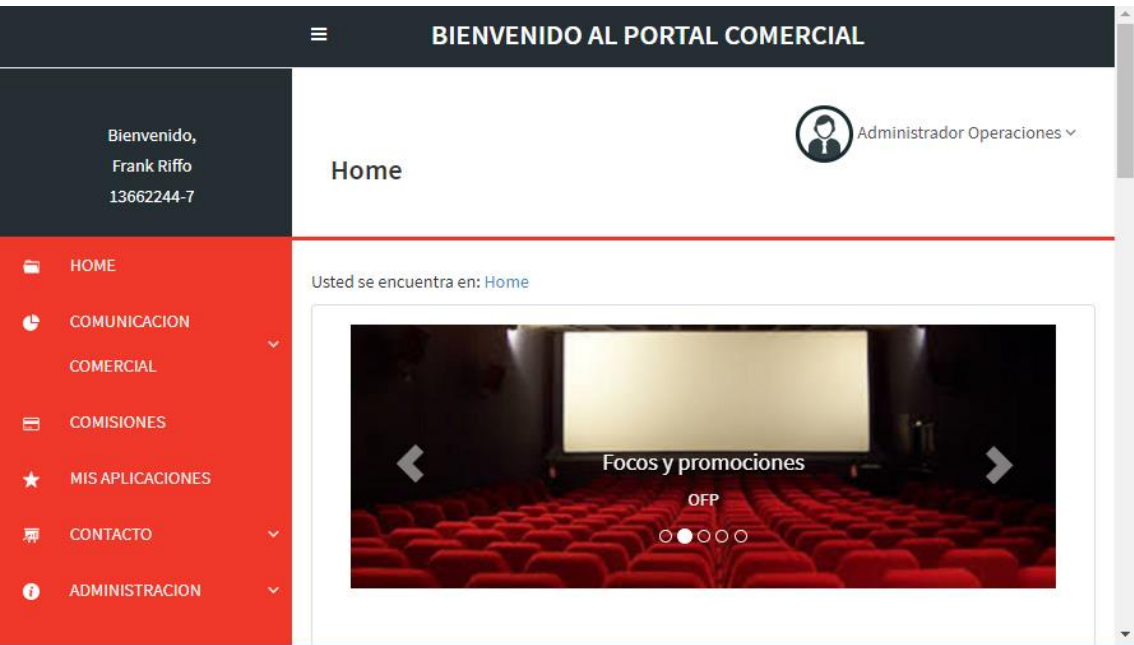 BIENVENIDO AL PORTAL COMERCIAL
Bienvenido,
Frank Riffo
13662244-7
Home
Administrador Operaciones
HOME
COMUNICACION
COMERCIAL
COMISIONES
MIS APLICACIONES
CONTACTO
ADMINISTRACION
Usted se encuentra en: Home
Focos y promociones
OFP